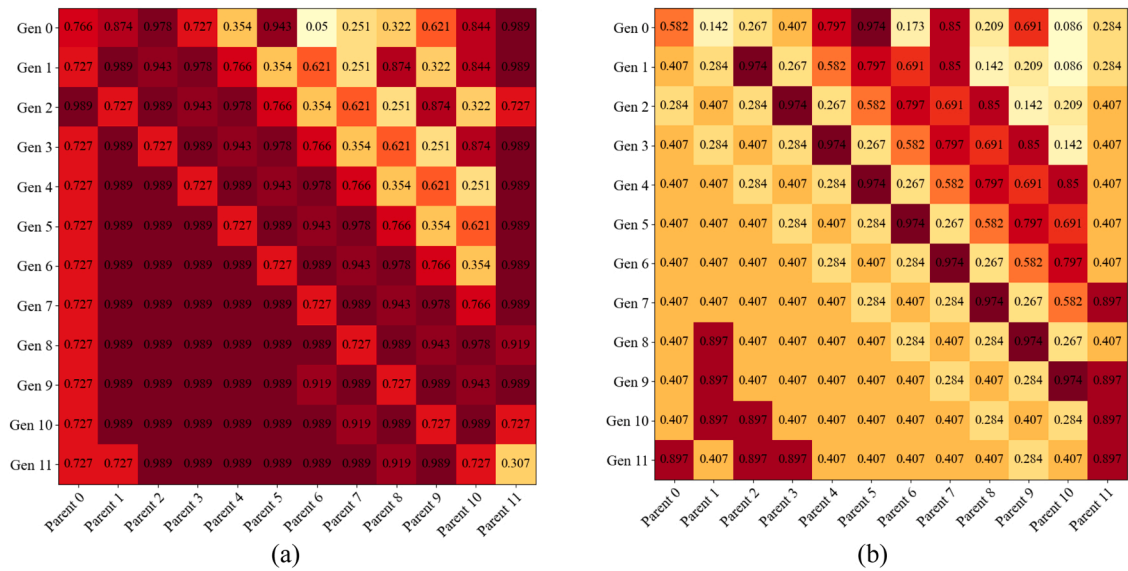 Gen 0 0.766 0.874 0.978 0.727 0.354 0.943 0.05 0.251 0.322 0.621 0.844 0.989
Gen 1 0.727 0.989 0.943 0.978 0.766 0.354 0.621 0.251 0.874 0.322 0.844 0.989
Gen 2 0.989 0.727 0.989 0.943 0.978 0.766 0.354 0.621 0.251 0.874 0.322 0.727
Gen 3 0.727 0.989 0.727 0.989 0.943 0.978 0.766 0.354 0.621 0.251 0.874 0.989
Gen 4 0.727 0.989 0.989 0.727 0.989 0.943 0.978 0.766 0.354 0.621 0.251 0.989
Gen 5 0.727 0.989 0.989 0.989 0.727 0.989 0.943 0.978 0.766 0.354 0.621 0.989
Gen 6 0.727 0.989 0.989 0.989 0.989 0.727 0.989 0.943 0.978 0.766 0.354 0.989
Gen 7 0.727 0.989 0.989 0.989 0.989 0.989 0.727 0.989 0.943 0.978 0.766 0.989
Gen 8 0.727 0.989 0.989 0.989 0.989 0.989 0.989 0.727 0.989 0.943 0.978 0.919
Gen 9 0.727 0.989 0.989 0.989 0.989 0.989 0.919 0.989 0.727 0.989 0.943 0.989
Gen 10 0.727 0.989 0.989 0.989 0.989 0.989 0.989 0.919 0.989 0.727 0.989 0.727
Gen 11 0.727 0.727 0.989 0.989 0.989 0.989 0.989 0.989 0.919 0.989 0.727 0.307
Parent 0 Parent 1 Parent 2 Parent 3 Parent 4 Parent 5 Parent 6 Parent 7 Parent 8 Parent 9 Parent 10 Parent 11
(a)
Gen 0 0.582 0.142 0.267 0.407 0.797 0.974 0.173 0.85 0.209 0.691 0.086 0.284
Gen 1 0.407 0.284 0.974 0.267 0.582 0.797 0.691 0.85 0.142 0.209 0.086 0.284
Gen 2 0.284 0.407 0.284 0.974 0.267 0.582 0.797 0.691 0.85 0.142 0.209 0.407
Gen 3 0.407 0.284 0.407 0.284 0.974 0.267 0.582 0.797 0.691 0.85 0.142 0.407
Gen 4 0.407 0.407 0.284 0.407 0.284 0.974 0.267 0.582 0.797 0.691 0.85 0.407
Gen 5 0.407 0.407 0.407 0.284 0.407 0.284 0.974 0.267 0.582 0.797 0.691 0.407
Gen 6 0.407 0.407 0.407 0.407 0.284 0.407 0.284 0.974 0.267 0.582 0.797 0.407
Gen 7 0.407 0.407 0.407 0.407 0.407 0.284 0.407 0.284 0.974 0.267 0.582 0.897
Gen 8 0.407 0.897 0.407 0.407 0.407 0.407 0.284 0.407 0.284 0.974 0.267 0.407
Gen 9 0.407 0.897 0.407 0.407 0.407 0.407 0.407 0.284 0.407 0.284 0.974 0.897
Gen 10 0.407 0.897 0.897 0.407 0.407 0.407 0.407 0.407 0.284 0.407 0.284 0.897
Gen 11 0.897 0.407 0.897 0.897 0.407 0.407 0.407 0.407 0.407 0.284 0.407 0.897
Parent 0 Parent 1 Parent 2 Parent 3 Parent 4 Parent 5 Parent 6 Parent 7 Parent 8 Parent 9 Parent 10 Parent 11
(b)